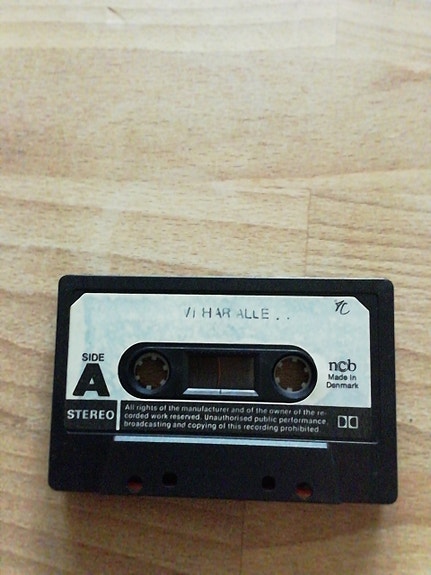 VI HAR ALLE . .
SIDE
A
ncb
Made in
Denmark
STEREO
All rights of the manufacturer and of the owner of the re-
corded work reserved. Unauthorised public performance,
broadcasting and copying of this recording prohibited.